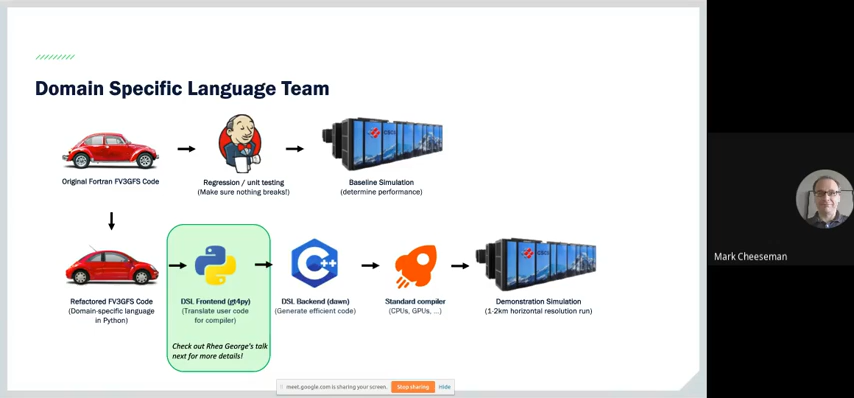 Domain Specific Language Team
Original Fortran FV3GFS Code
Regression / unit testing
(Make sure nothing breaks!)
Baseline Simulation
(determine performance)
Refactored FV3GFS Code
(Domain-specific language
in Python)
DSL Frontend (gt4py)
(Translate user code
for compiler)
Check out Rhea George's talk
next for more details!
C++
DSL Backend (dawn)
(Generate efficient code)
Standard compiler
(CPUs, GPUs, ...)
Demonstration Simulation
(1-2km horizontal resolution run)
Mark Cheeseman
meet.google.com is sharing your screen.
Stop sharing
Hide